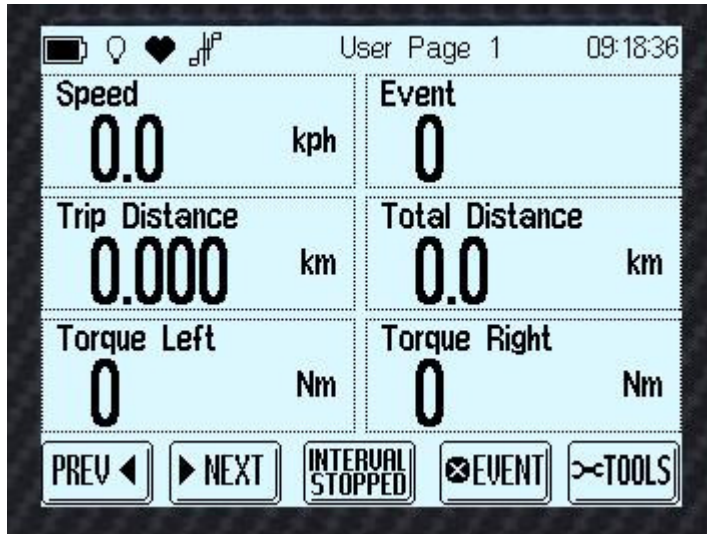 User Page 1 09:18:36
Speed Event
0.0 kph 0
Trip Distance Total Distance
0.000 km 0.0 km
Torque Left Torque Right
0 Nm 0 Nm
PREV NEXT INTERVAL STOPPED EVENT TOOLS